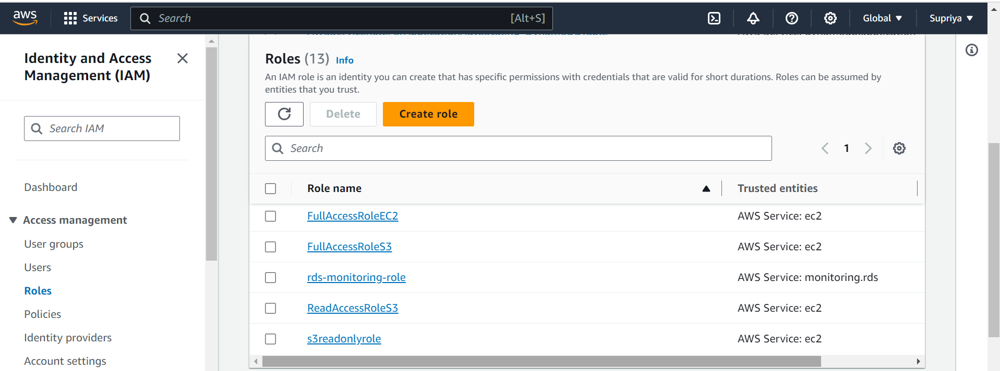 aws
Services
Search
[Alt+S]
Global
Supriya
Identity and Access
Management (IAM)
Search IAM
Dashboard
Access management
User groups
Users
Roles
Policies
Identity providers
Account settings
Roles (13) Info
An IAM role is an identity you can create that has specific permissions with credentials that are valid for short durations. Roles can be assumed by
entities that you trust.
Delete
Create role
Search
1
Role name Trusted entities
FullAccessRoleEC2 AWS Service: ec2
FullAccessRoleS3 AWS Service: ec2
rds-monitoring-role AWS Service: monitoring.rds
ReadAccessRoleS3 AWS Service: ec2
s3readonlyrole AWS Service: ec2